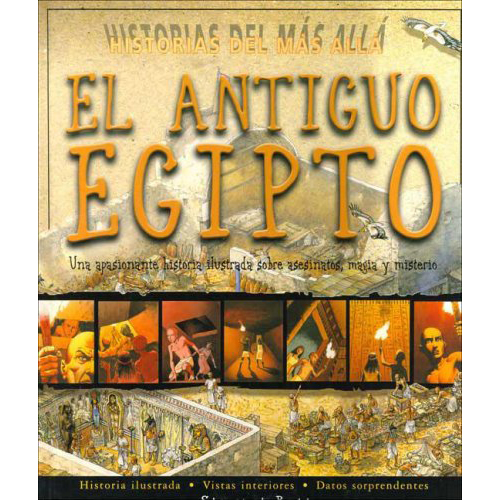 HISTORIAS DEL MÁS ALLÁ
EL ANTIGUO
EGIPTO
Una apasionante historia ilustrada sobre asesinatos, magia y misterio
Historia ilustrada • Vistas interiores • Datos sorprendentes